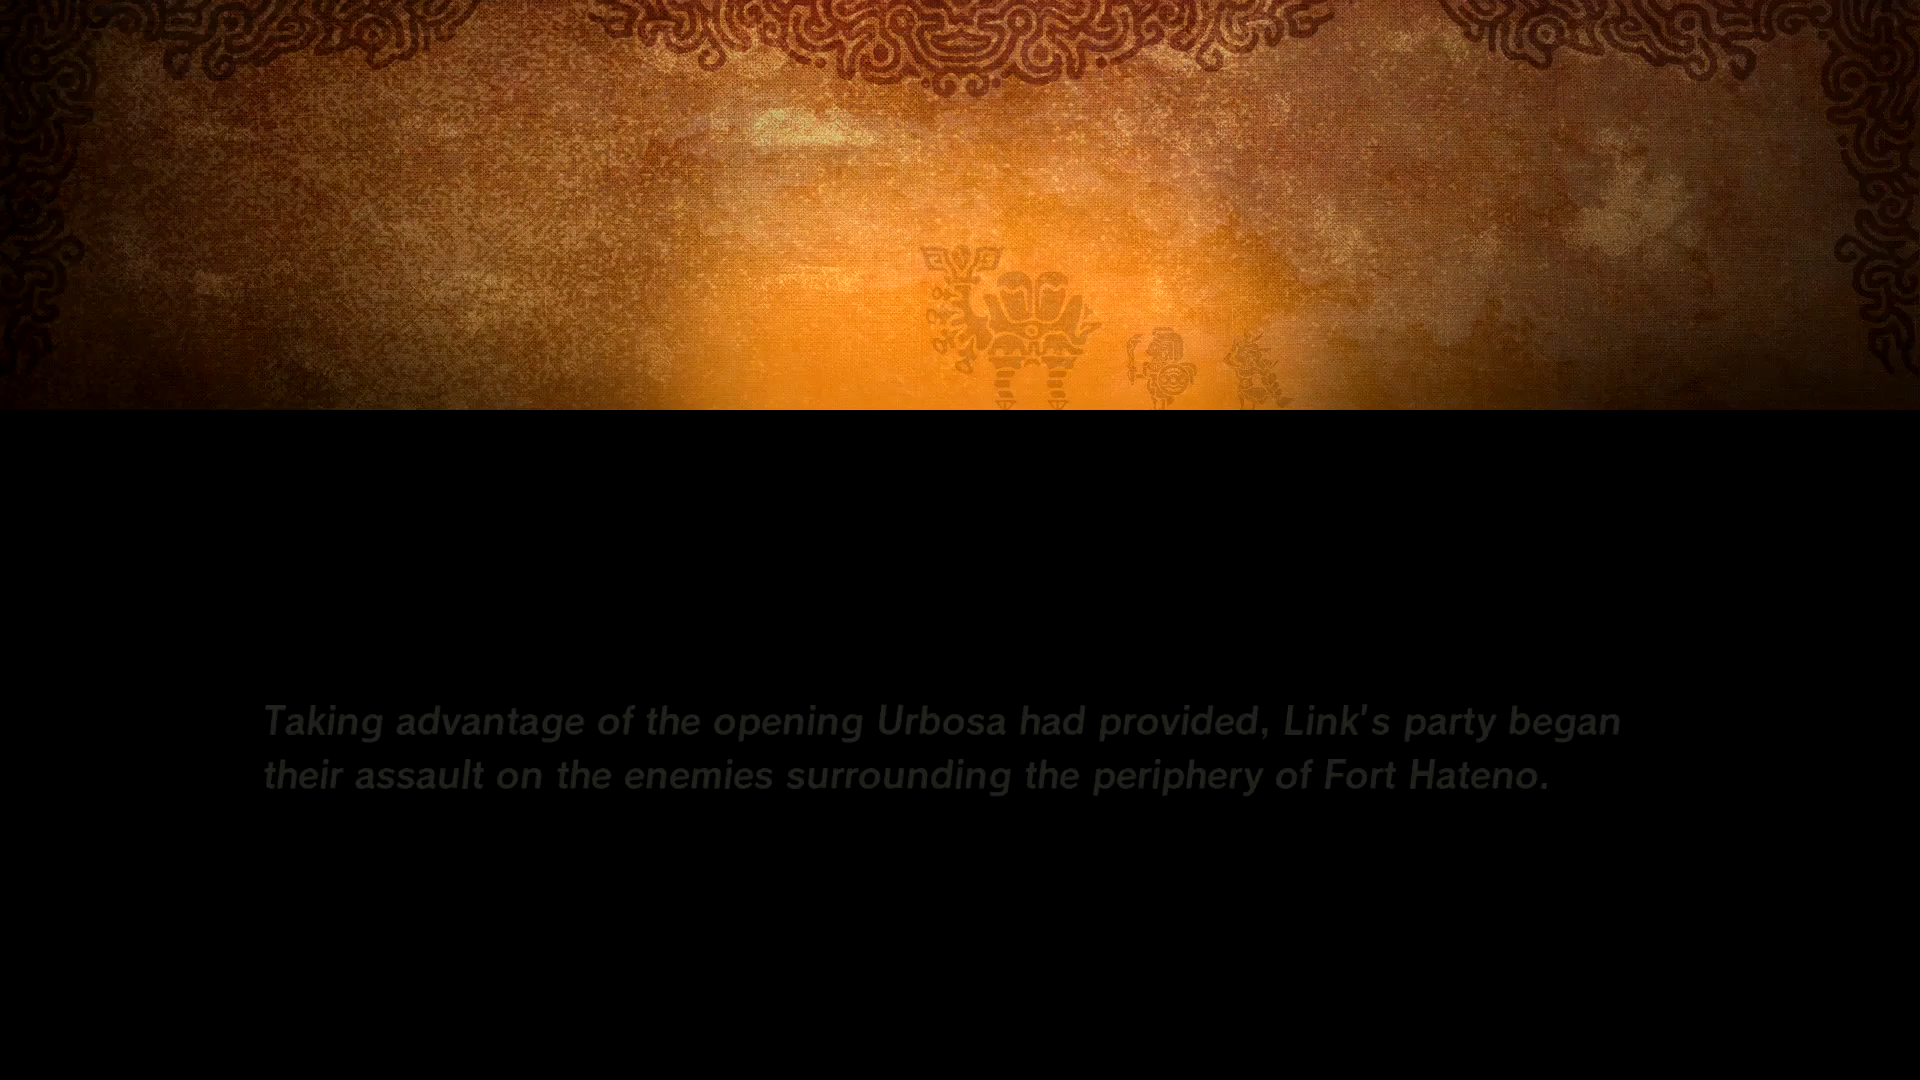 Taking advantage of the opening Urbosa had provided, Link's party began
their assault on the enemies surrounding the periphery of Fort Hateno.